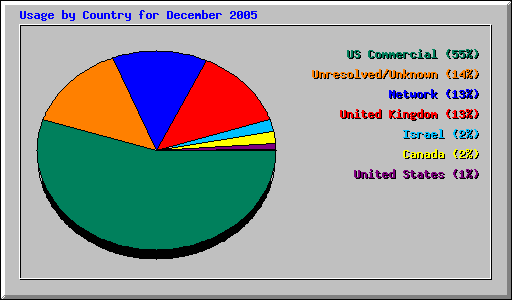 Usage by Country for December 2005
US Commercial (55%)
Unresolved/Unknown (14%)
Network (13%)
United Kingdom (13%)
Israel (2%)
Canada (2%)
United States (1%)